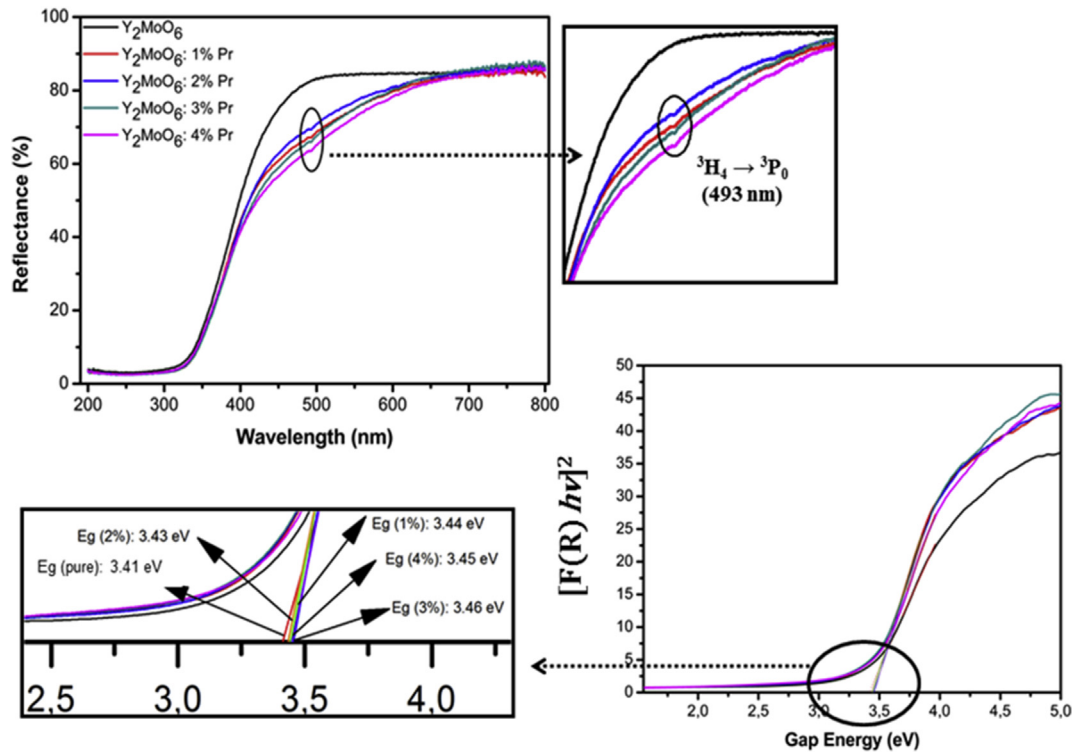 100
80
60
40
20
0
Reflectance (%)
Y₂MoO₆
Y₂MoO₆: 1% Pr
Y₂MoO₆: 2% Pr
Y₂MoO₆: 3% Pr
Y₂MoO₆: 4% Pr
200 300 400 500 600 700 800
Wavelength (nm)
³H₄ → ³P₀
(493 nm)
50
45
40
35
30
25
20
15
10
5
0
[F(R) hν]²
2,0 2,5 3,0 3,5 4,0 4,5 5,0
Gap Energy (eV)
Eg (2%): 3.43 eV
Eg (pure): 3.41 eV
Eg (1%): 3.44 eV
Eg (4%): 3.45 eV
Eg (3%): 3.46 eV
2,5 3,0 3,5 4,0